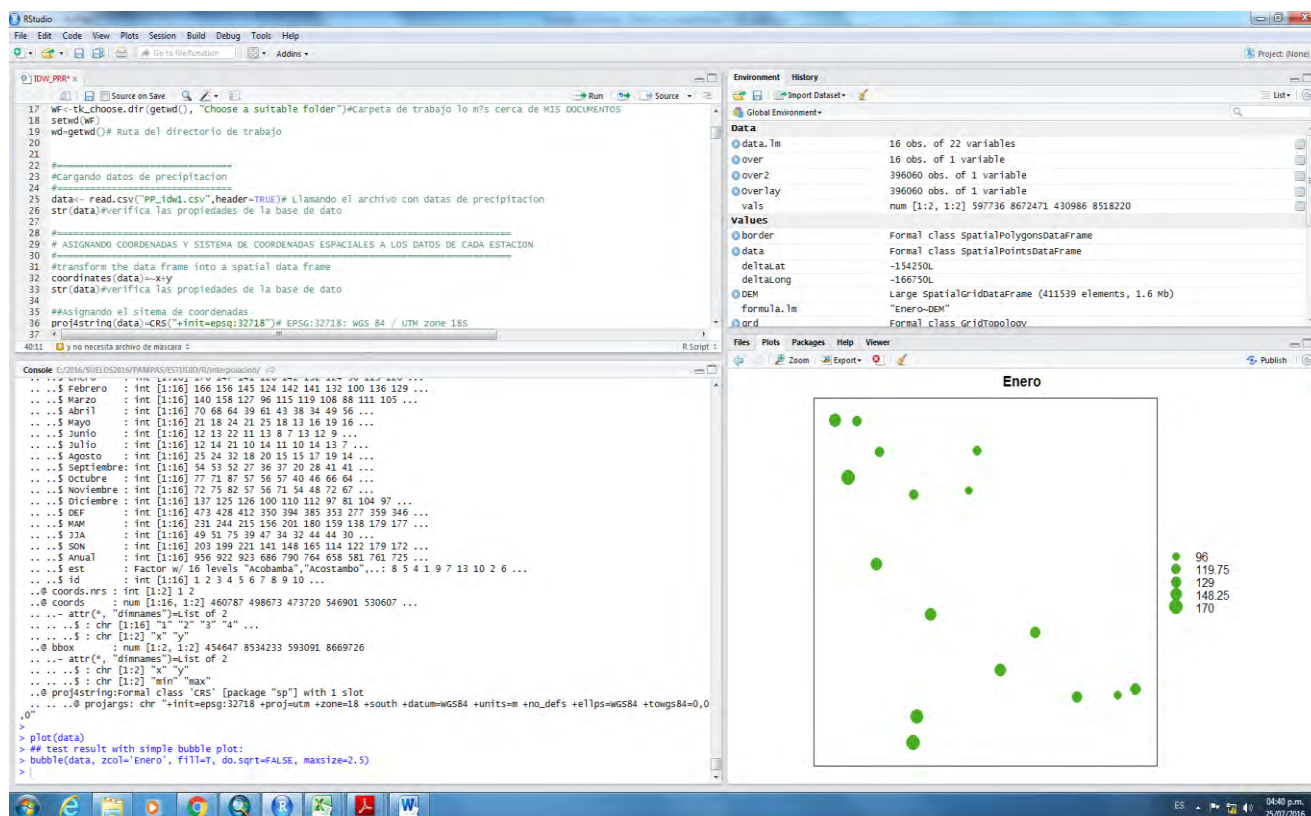 RStudio
File Edit Code View Plots Session Build Debug Tools Help
Go to file/function Addins
Project: (None)
IDW_PRR*
Source on Save Run Source
17 WF<-tk_choose.dir(getwd(), "Choose a suitable folder")#Carpeta de trabajo lo m?s cerca de MIS DOCUMENTOS
18 setwd(WF)
19 wd=getwd()# Ruta del directorio de trabajo
20
21
22 #=================================
23 #Cargando datos de precipitacion
24 #=================================
25 data<- read.csv("PP_idw1.csv",header=TRUE)# Llamando el archivo con datas de precipitacion
26 str(data)#verifica las propiedades de la base de dato
27
28
29 # ASIGNANDO COORDENADAS Y SISTEMA DE COORDENADAS ESPACIALES A LOS DATOS DE CADA ESTACION
30
31 #transform the data frame into a spatial data frame
32 coordinates(data)=~x+y
33 str(data)#verifica las propiedades de la base de dato
34
35 ##Asignando el sitema de coordenadas
36 proj4string(data)=CRS("+init=epsg:32718")# EPSG:32718: WGS 84 / UTM zone 18S
37
40:11 y no necesita archivo de mascara R Script
Console E:/2016/SUELOS2016/PAMPAS/ESTUDIO/R/Interpolacion/
.. ..$ Febrero : int [1:16] 166 156 145 124 142 141 132 100 136 129 ...
.. ..$ Marzo : int [1:16] 140 158 127 96 115 119 108 88 111 105 ...
.. ..$ Abril : int [1:16] 70 68 64 39 61 43 38 34 49 56 ...
.. ..$ Mayo : int [1:16] 21 18 24 21 25 18 13 16 19 16 ...
.. ..$ Junio : int [1:16] 12 13 22 11 13 8 7 13 12 9 ...
.. ..$ Julio : int [1:16] 12 14 21 10 14 11 10 14 13 7 ...
.. ..$ Agosto : int [1:16] 25 24 32 18 20 15 15 17 19 14 ...
.. ..$ Septiembre: int [1:16] 54 53 52 27 36 37 20 28 41 41 ...
.. ..$ Octubre : int [1:16] 77 71 87 57 56 57 40 46 66 64 ...
.. ..$ Noviembre : int [1:16] 72 75 82 57 56 71 54 48 72 67 ...
.. ..$ Diciembre : int [1:16] 137 125 126 100 110 112 97 81 104 97 ...
.. ..$ DEF : int [1:16] 473 428 412 350 394 385 353 277 359 346 ...
.. ..$ MAM : int [1:16] 231 244 215 156 201 180 159 138 179 177 ...
.. ..$ JJA : int [1:16] 49 51 75 39 47 34 32 44 44 30 ...
.. ..$ SON : int [1:16] 203 199 221 141 148 165 114 122 179 172 ...
.. ..$ Anual : int [1:16] 956 922 923 686 790 764 658 581 761 725 ...
.. ..$ est : Factor w/ 16 levels "Acobamba","Acostambo",..: 8 5 4 1 9 7 13 10 2 6 ...
.. ..$ id : int [1:16] 1 2 3 4 5 6 7 8 9 10 ...
..@ coords.nrs : int [1:2] 1 2
..@ coords : num [1:16, 1:2] 460787 498673 473720 546901 530607 ...
.. ..- attr(*, "dimnames")=List of 2
.. .. ..$ : chr [1:16] "1" "2" "3" "4" ...
.. .. ..$ : chr [1:2] "x" "y"
..@ bbox : num [1:2, 1:2] 454647 8534233 593091 8669726
.. ..- attr(*, "dimnames")=List of 2
.. .. ..$ : chr [1:2] "x" "y"
.. .. ..$ : chr [1:2] "min" "max"
..@ proj4string:Formal class 'CRS' [package "sp"] with 1 slot
.. .. ..@ projargs: chr "+init=epsg:32718 +proj=utm +zone=18 +south +datum=WGS84 +units=m +no_defs +ellps=WGS84 +towgs84=0,0
,0"
>
> plot(data)
> ## test result with simple bubble plot:
> bubble(data, zcol='Enero', fill=T, do.sqrt=FALSE, maxsize=2.5)
>
Environment History
Import Dataset List
Global Environment
Data
data.lm 16 obs. of 22 variables
over 16 obs. of 1 variable
over2 396060 obs. of 1 variable
Overlay 396060 obs. of 1 variable
vals num [1:2, 1:2] 597736 8672471 430986 8518220
Values
border Formal class SpatialPolygonsDataFrame
data Formal class SpatialPointsDataFrame
deltaLat -154250L
deltaLong -166750L
DEM Large SpatialGridDataFrame (411539 elements, 1.6 Mb)
formula.lm "Enero~DEM"
grd Formal class GridTopology
Files Plots Packages Help Viewer
Zoom Export Publish
Enero
96
119.75
129
148.25
170
ES 04:40 p.m.
25/07/2016